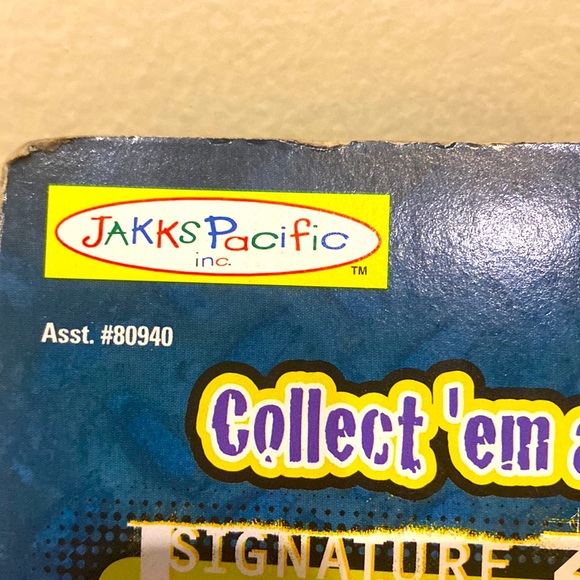 JAKKS Pacific
inc.
TM
Asst. #80940
Collect 'em
SIGNATURE